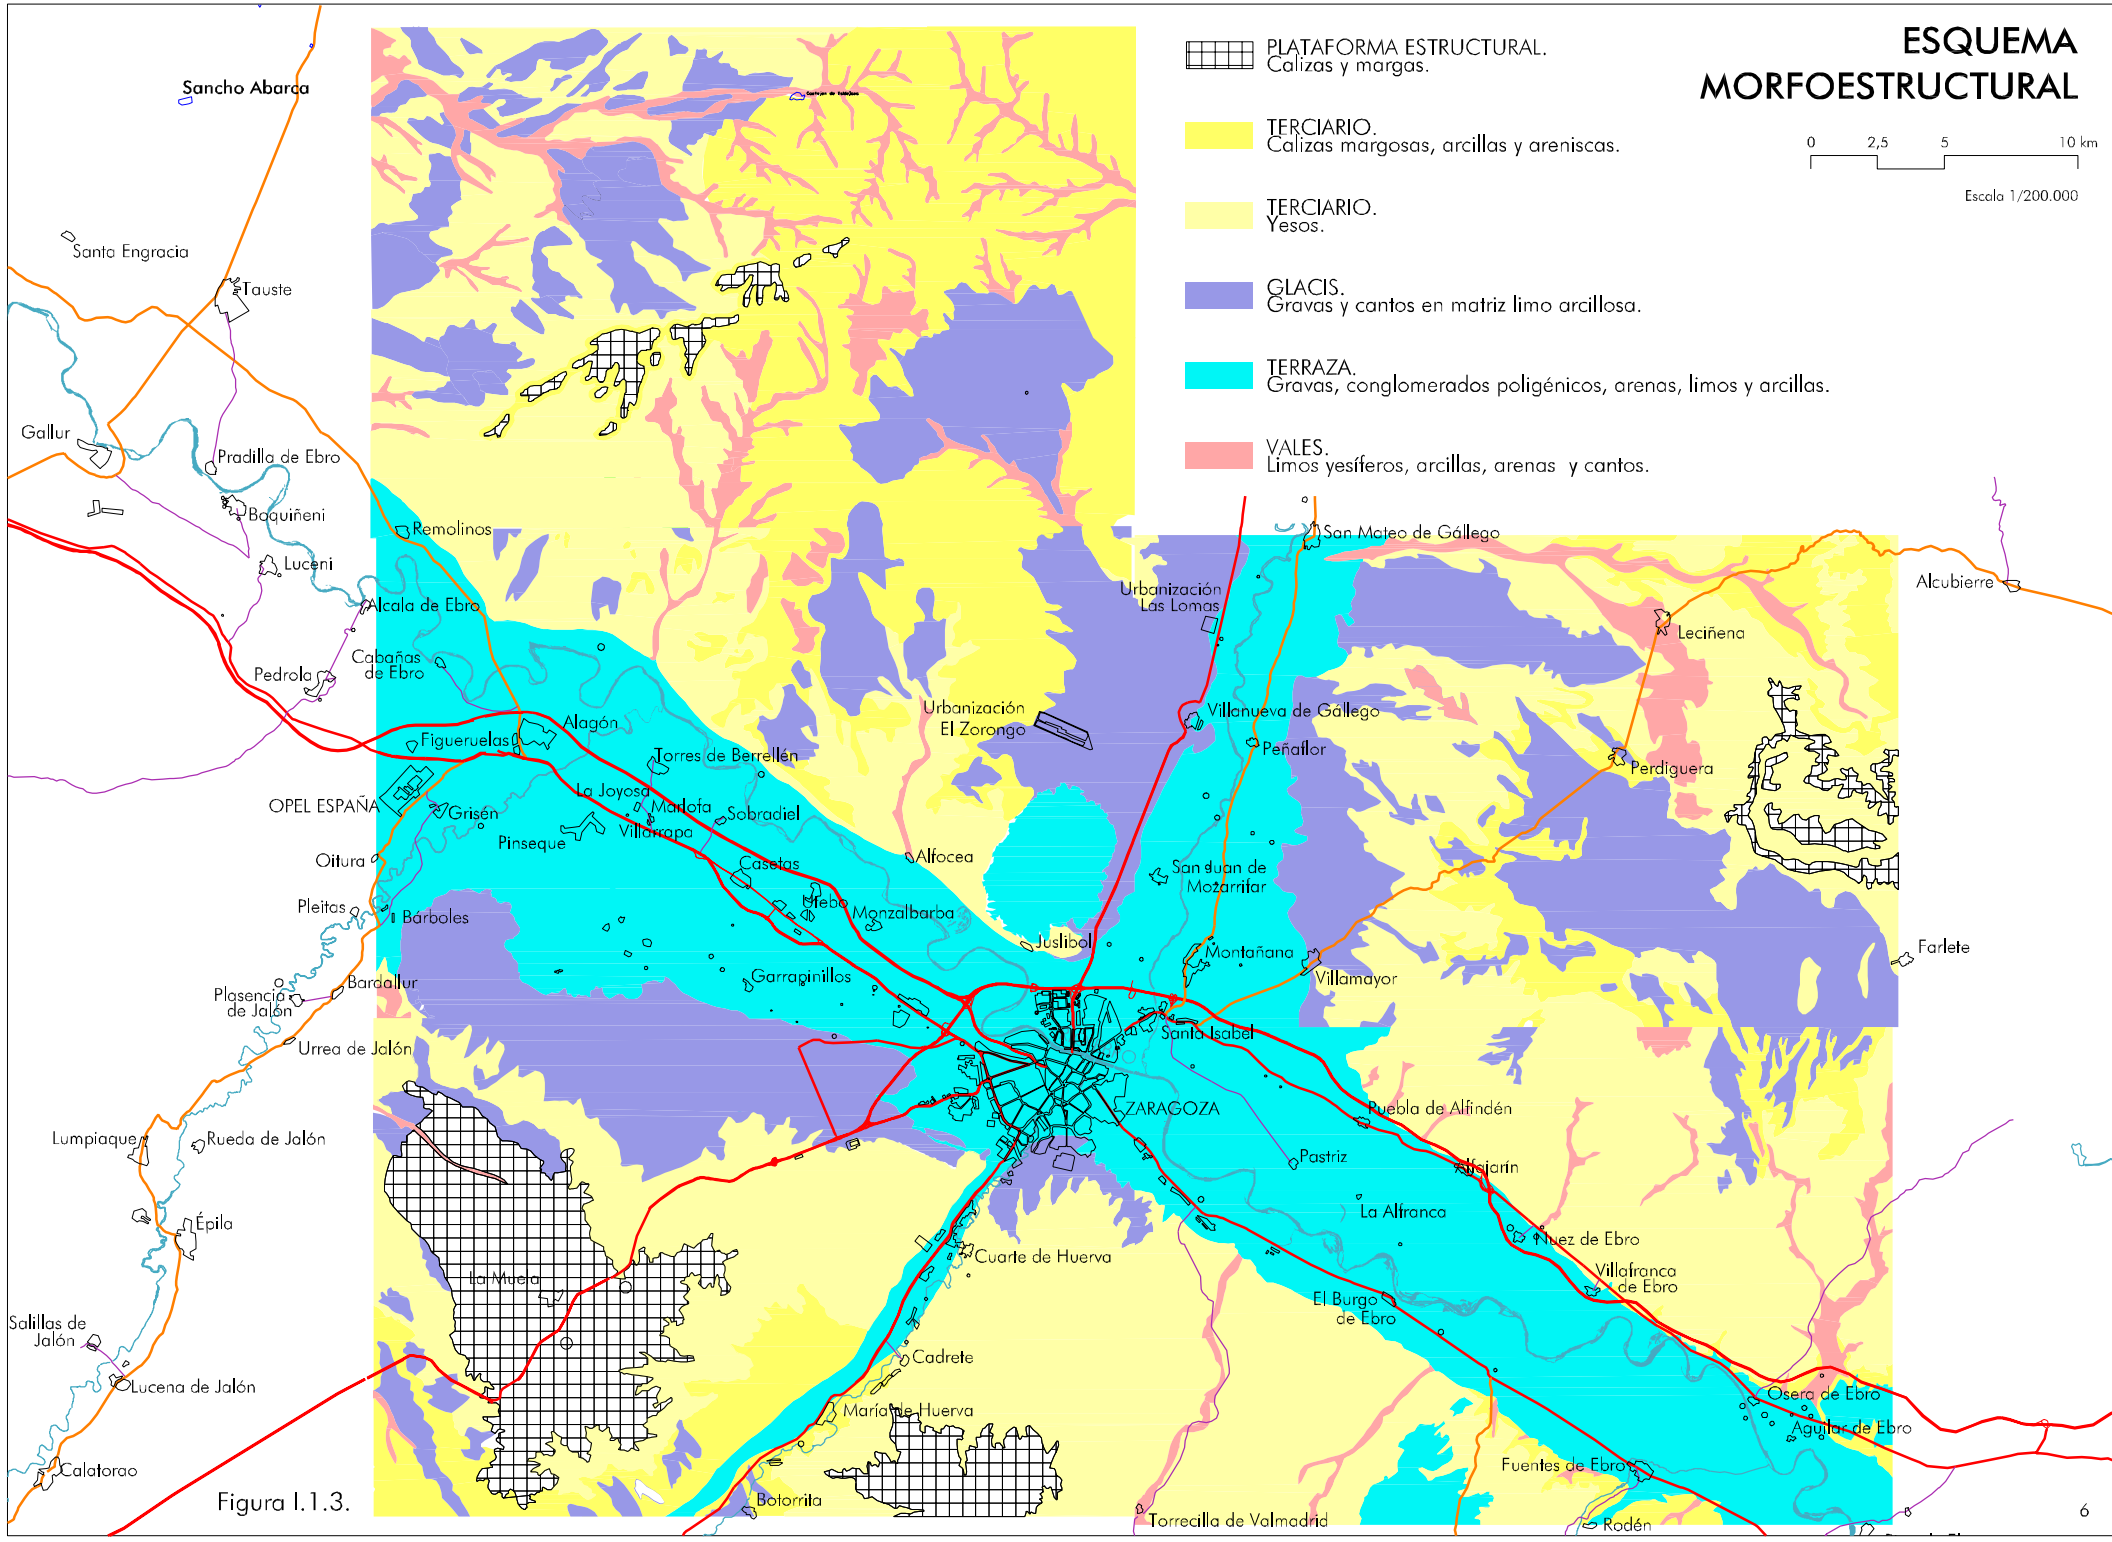 ESQUEMA
MORFOESTRUCTURAL
0 2,5 5 10 km
Escala 1/200.000
PLATAFORMA ESTRUCTURAL.
Calizas y margas.
TERCIARIO.
Calizas margosas, arcillas y areniscas.
TERCIARIO.
Yesos.
GLACIS.
Gravas y cantos en matriz limo arcillosa.
TERRAZA.
Gravas, conglomerados poligénicos, arenas, limos y arcillas.
VALES.
Limos yesíferos, arcillas, arenas y cantos.
Sancho Abarca
Castejon de Valdejasa
Santa Engracia
Tauste
Gallur
Pradilla de Ebro
Boquiñeni
Remolinos
Luceni
Alcala de Ebro
Cabañas
de Ebro
Pedrola
Figueruelas
Alagón
Torres de Berrellén
OPEL ESPAÑA
Grisén
La Joyosa
Marlofa
Sobradiel
Villarrapa
Pinseque
Oitura
Casetas
Alfocea
Pleitas
Bárboles
Utebo
Monzalbarba
Juslibol
Garrapinillos
Bardallur
Plasencia
de Jalón
Urrea de Jalón
Lumpiaque
Rueda de Jalón
Épila
La Muela
Salillas de
Jalón
Lucena de Jalón
Calatorao
Urbanización
Las Lomas
San Mateo de Gállego
Alcubierre
Leciñena
Urbanización
El Zorongo
Villanueva de Gállego
Peñaflor
Perdiguera
San Juan de
Mozarrifar
Montañana
Villamayor
Farlete
Santa Isabel
ZARAGOZA
Puebla de Alfindén
Pastriz
Alfajarín
La Alfranca
Nuez de Ebro
Cuarte de Huerva
Villafranca
de Ebro
El Burgo
de Ebro
Cadrete
Osera de Ebro
María de Huerva
Aguilar de Ebro
Fuentes de Ebro
Botorrita
Torrecilla de Valmadrid
Rodén
Figura I.1.3.
6